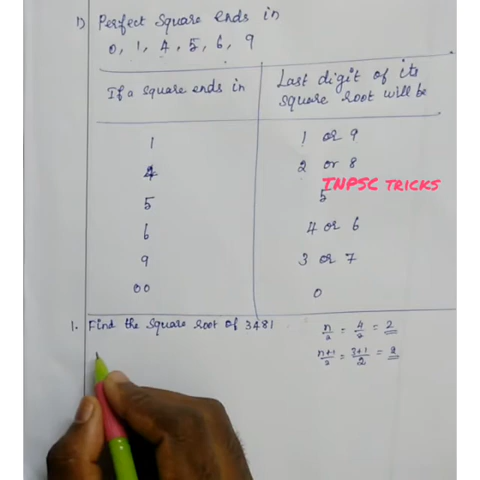 1) Perfect Square ends in
0, 1, 4, 5, 6, 9
If a square ends in
Last digit of its
square root will be
1
1 or 9
4
2 or 8
TNPSC TRICKS
5
5
6
4 or 6
9
3 or 7
00
0
1. Find the square root of 3481
n/2 = 4/2 = 2
n+1/2 = 3+1/2 = 2